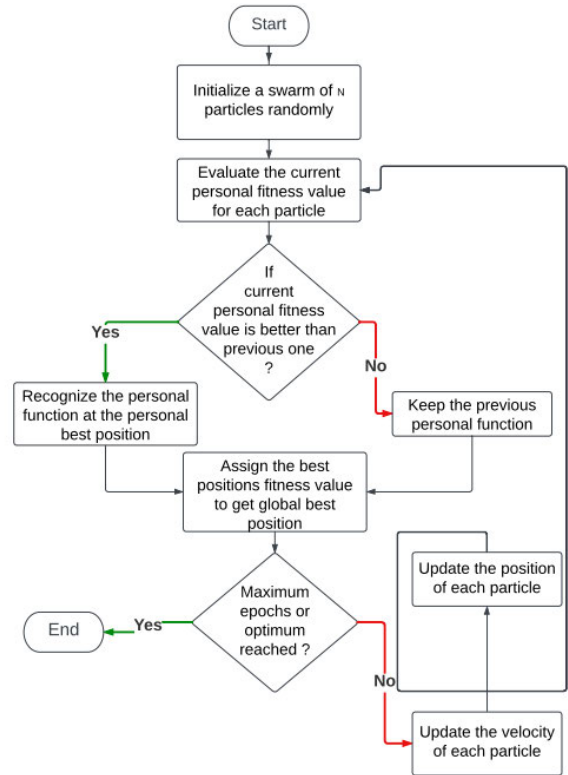 Start
Initialize a swarm of N
particles randomly
Evaluate the current
personal fitness value
for each particle
If
current
personal fitness
value is better than
previous one
?
Yes
No
Recognize the personal
function at the personal
best position
Keep the previous
personal function
Assign the best
positions fitness value
to get global best
position
Update the position
of each particle
Maximum
epochs or
optimum
reached ?
Yes
End
No
Update the velocity
of each particle